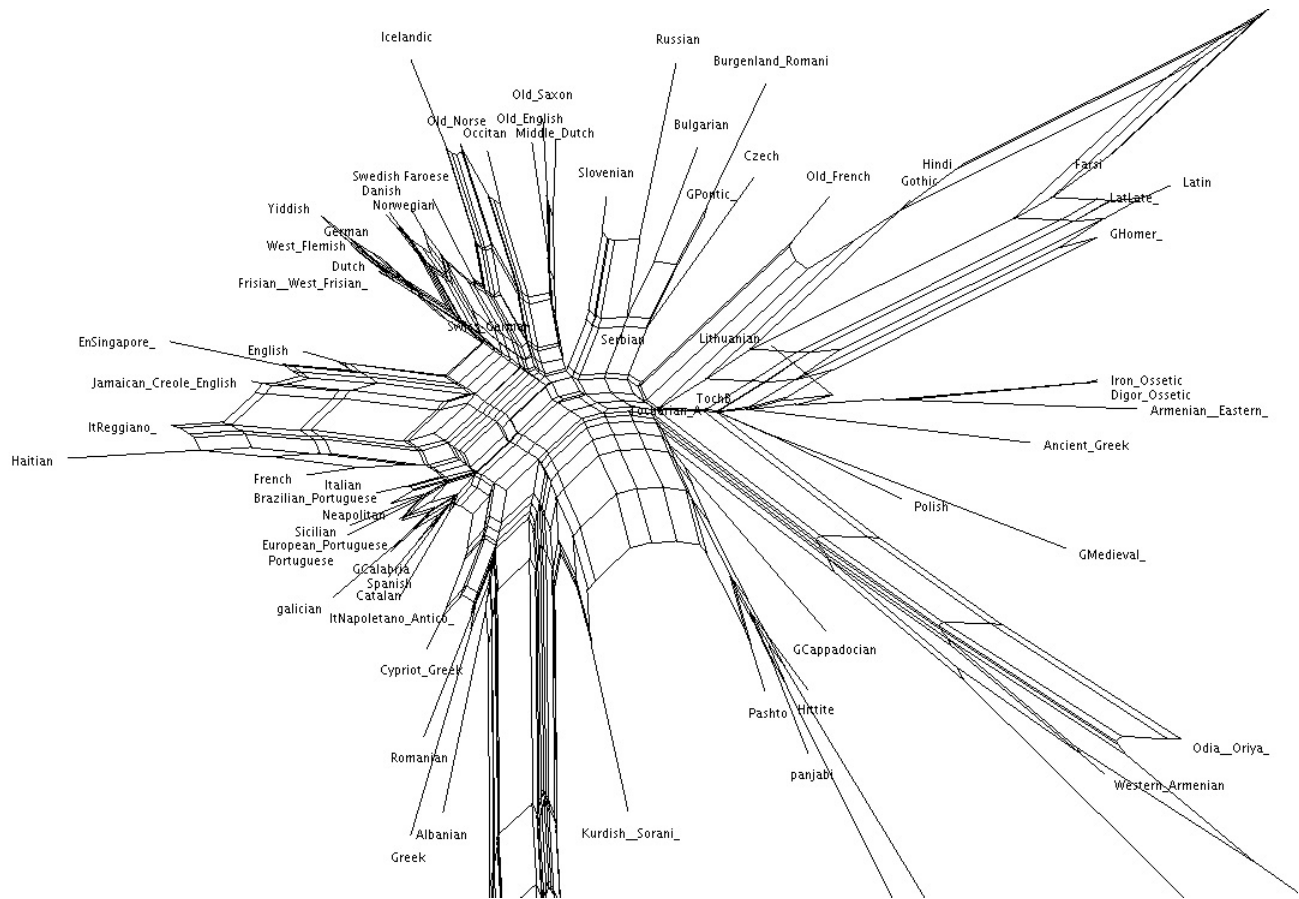 Icelandic
Russian
Burgenland_Romani
Old_Saxon
Old_Norse
Old_English
Occitan
Middle_Dutch
Bulgarian
Czech
Slovenian
Swedish Faroese
Danish
Norwegian
Old_French
Hindi
Farsi
Gothic
Latin
GPontic_
LatLate_
Yiddish
German
GHomer_
West_Flemish
Dutch
Frisian__West_Frisian_
Swiss_German
Serbian
Lithuanian
EnSingapore_
English
Jamaican_Creole_English
Iron_Ossetic
Digor_Ossetic
TochB
Tocharian_A
Armenian__Eastern_
ItReggiano_
Ancient_Greek
Haitian
French
Italian
Brazilian_Portuguese
Neapolitan
Polish
Sicilian
European_Portuguese
Portuguese
GMedieval_
GCalabria
Spanish
Catalan
galician
ItNapoletano_Antico_
GCappadocian
Cypriot_Greek
Hittite
Pashto
Odia__Oriya_
Romanian
panjabi
Western_Armenian
Albanian
Kurdish__Sorani_
Greek